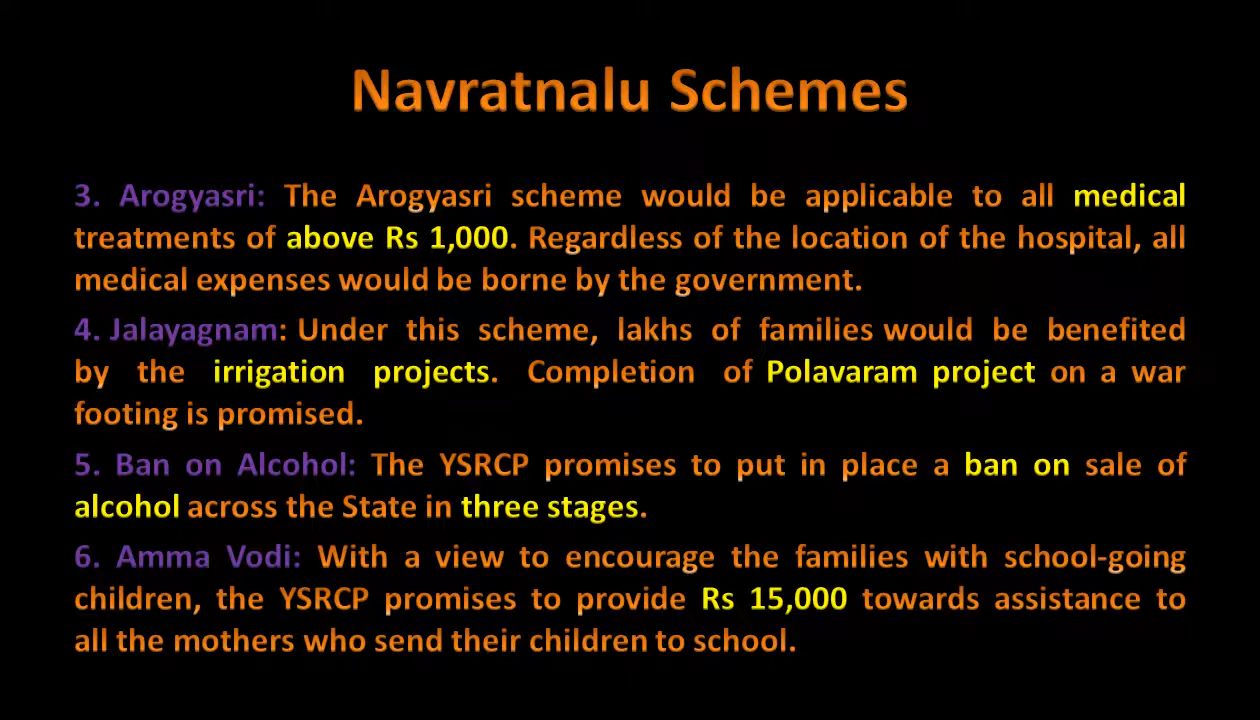 Navratnalu Schemes
3. Arogyasri: The Arogyasri scheme would be applicable to all medical
treatments of above Rs 1,000. Regardless of the location of the hospital, all
medical expenses would be borne by the government.
4. Jalayagnam: Under this scheme, lakhs of families would be benefited
by the irrigation projects. Completion of Polavaram project on a war
footing is promised.
5. Ban on Alcohol: The YSRCP promises to put in place a ban on sale of
alcohol across the State in three stages.
6. Amma Vodi: With a view to encourage the families with school-going
children, the YSRCP promises to provide Rs 15,000 towards assistance to
all the mothers who send their children to school.